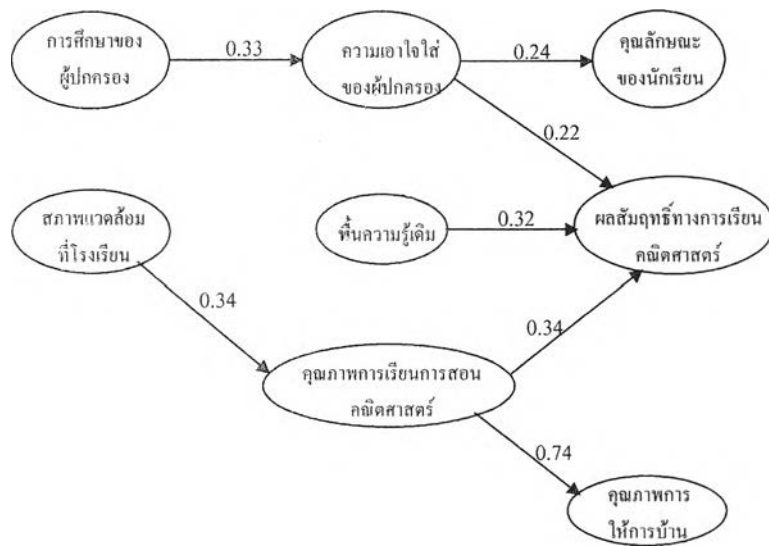 การศึกษาของ
ผู้ปกครอง
0.33
ความเอาใจใส่
ของผู้ปกครอง
0.24
คุณลักษณะ
ของนักเรียน
0.22
สภาพแวดล้อม
ที่โรงเรียน
พื้นความรู้เดิม
0.32
ผลสัมฤทธิ์ทางการเรียน
คณิตศาสตร์
0.34
0.34
คุณภาพการเรียนการสอน
คณิตศาสตร์
0.74
คุณภาพการ
ให้การบ้าน